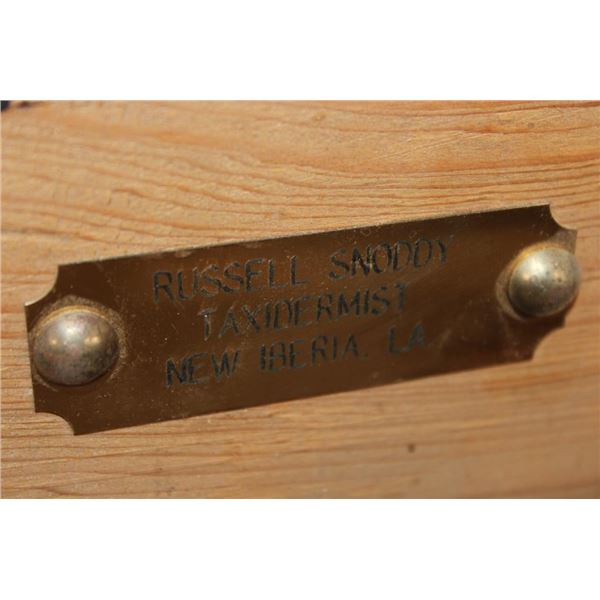 RUSSELL SNODDY
TAXIDERMIST
NEW IBERIA. LA.